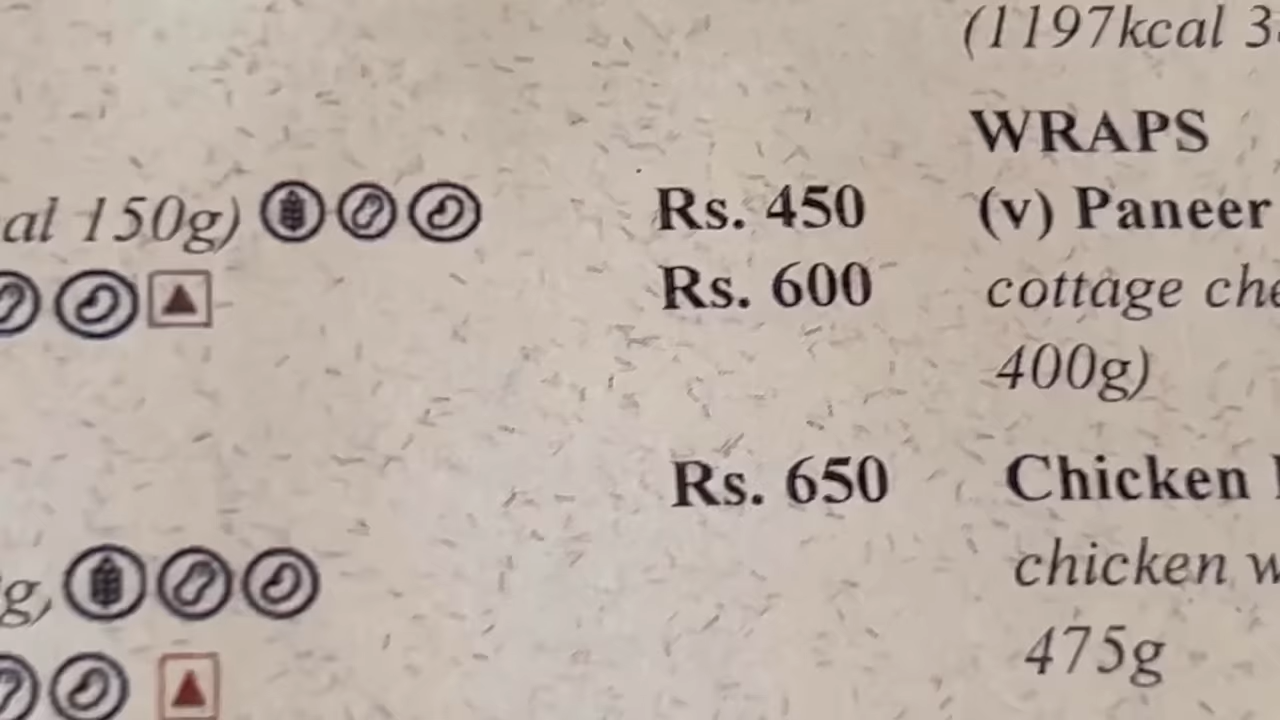 (1197kcal
WRAPS
al 150g) Rs. 450
(v) Paneer
Rs. 600
cottage
400g)
Rs. 650
Chicken
g,
chicken
475g